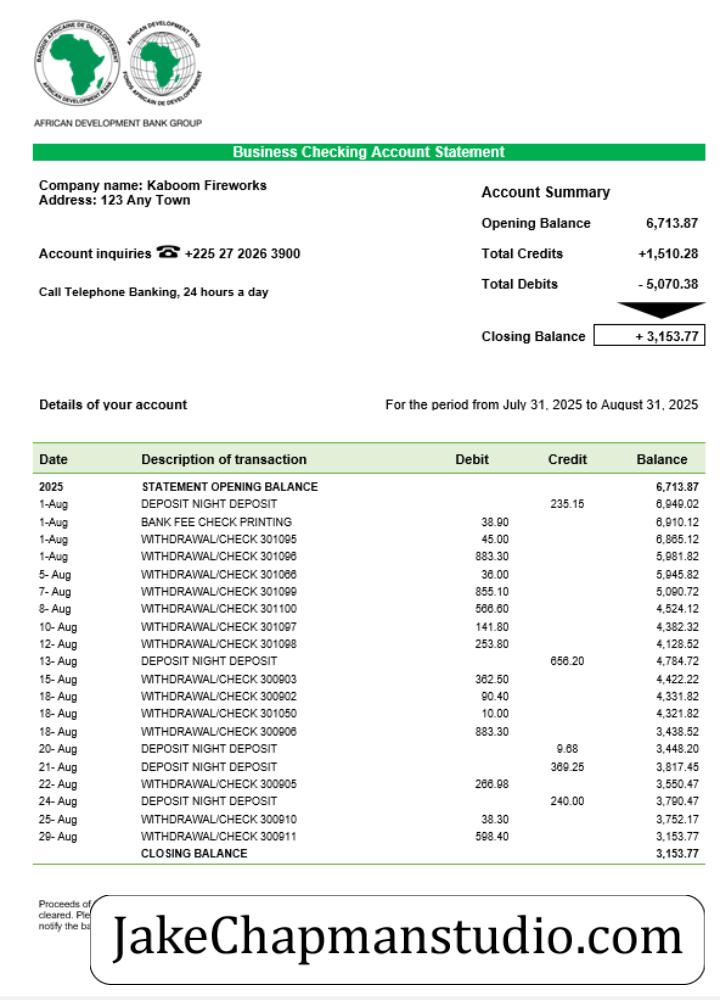 BANQUE AFRICAINE DE DÉVELOPPEMENT
AFRICAN DEVELOPMENT BANK
AFRICAN DEVELOPMENT FUND
FONDS AFRICAIN DE DÉVELOPPEMENT
AFRICAN DEVELOPMENT BANK GROUP
Business Checking Account Statement
Company name: Kaboom Fireworks
Address: 123 Any Town
Account inquiries ☎ +225 27 2026 3900
Call Telephone Banking, 24 hours a day
Account Summary
Opening Balance 6,713.87
Total Credits +1,510.28
Total Debits - 5,070.38
Closing Balance + 3,153.77
Details of your account For the period from July 31, 2025 to August 31, 2025
Date Description of transaction Debit Credit Balance
2025 STATEMENT OPENING BALANCE 6,713.87
1-Aug DEPOSIT NIGHT DEPOSIT 235.15 6,949.02
1-Aug BANK FEE CHECK PRINTING 38.90 6,910.12
1-Aug WITHDRAWAL/CHECK 301095 45.00 6,865.12
1-Aug WITHDRAWAL/CHECK 301096 883.30 5,981.82
5- Aug WITHDRAWAL/CHECK 301066 36.00 5,945.82
7- Aug WITHDRAWAL/CHECK 301099 855.10 5,090.72
8- Aug WITHDRAWAL/CHECK 301100 566.60 4,524.12
10- Aug WITHDRAWAL/CHECK 301097 141.80 4,382.32
12- Aug WITHDRAWAL/CHECK 301098 253.80 4,128.52
13- Aug DEPOSIT NIGHT DEPOSIT 656.20 4,784.72
15- Aug WITHDRAWAL/CHECK 300903 362.50 4,422.22
18- Aug WITHDRAWAL/CHECK 300902 90.40 4,331.82
18- Aug WITHDRAWAL/CHECK 301050 10.00 4,321.82
18- Aug WITHDRAWAL/CHECK 300906 883.30 3,438.52
20- Aug DEPOSIT NIGHT DEPOSIT 9.68 3,448.20
21- Aug DEPOSIT NIGHT DEPOSIT 369.25 3,817.45
22- Aug WITHDRAWAL/CHECK 300905 266.98 3,550.47
24- Aug DEPOSIT NIGHT DEPOSIT 240.00 3,790.47
25- Aug WITHDRAWAL/CHECK 300910 38.30 3,752.17
29- Aug WITHDRAWAL/CHECK 300911 598.40 3,153.77
CLOSING BALANCE 3,153.77
Proceeds of
cleared.
notify the
JakeChapmanstudio.com